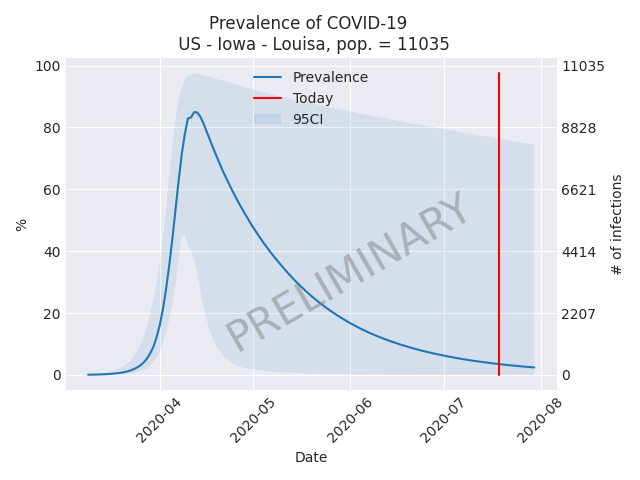 Prevalence of COVID-19
US - Iowa - Louisa, pop. = 11035
100
80
60
40
20
0
%
11035
8828
6621
4414
2207
0
# of infections
Prevalence
Today
95CI
PRELIMINARY
2020-04
2020-05
2020-06
2020-07
2020-08
Date